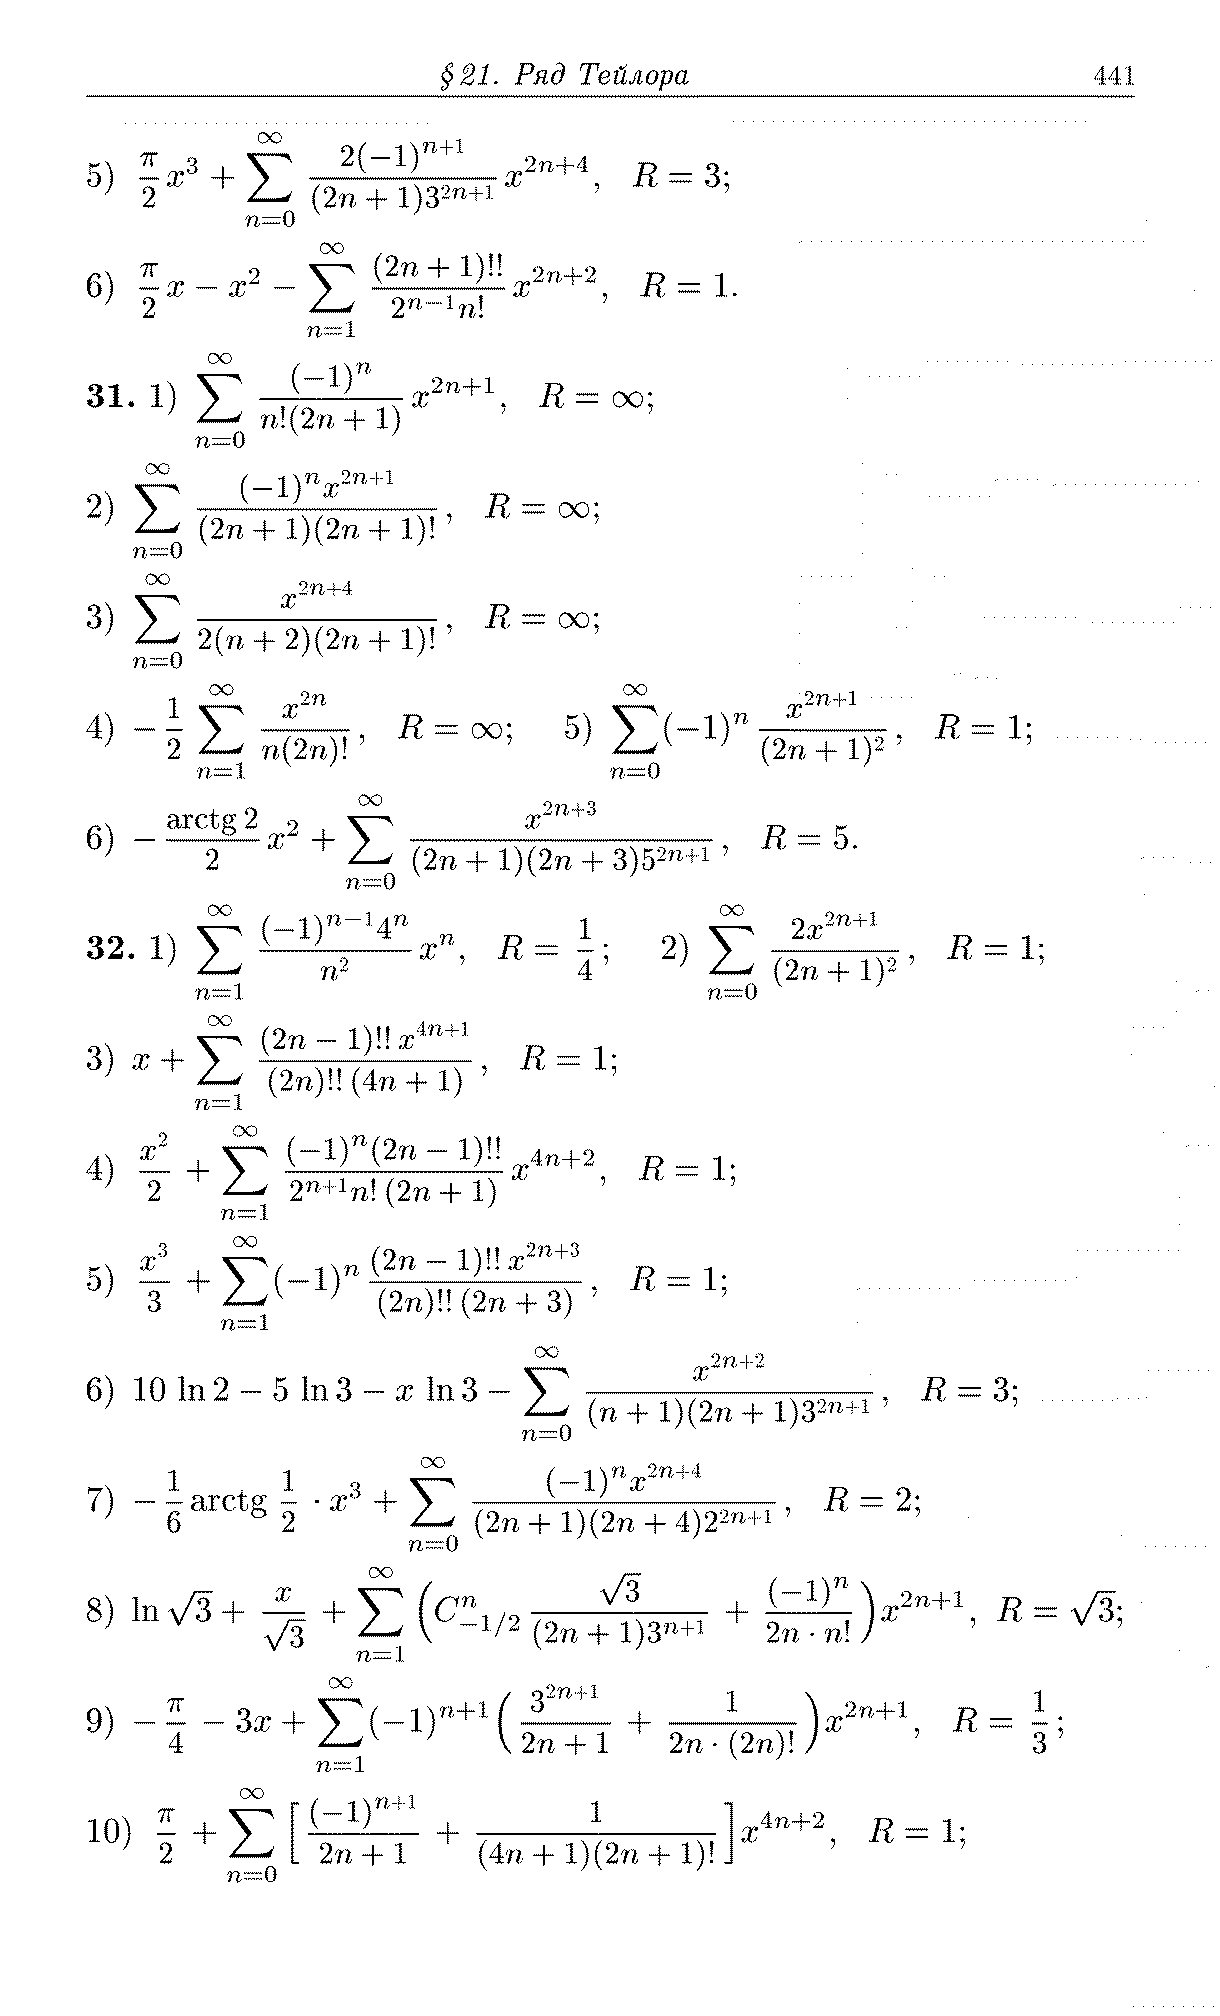 §21. Ряд Тейлора 441
5) $\frac{\pi}{2}x^3 + \sum_{n=0}^{\infty} \frac{2(-1)^{n+1}}{(2n+1)3^{2n+1}} x^{2n+4}$, $R = 3$;
6) $\frac{\pi}{2}x - x^2 - \sum_{n=1}^{\infty} \frac{(2n+1)!!}{2^{n-1}n!} x^{2n+2}$, $R = 1$.
31. 1) $\sum_{n=0}^{\infty} \frac{(-1)^n}{n!(2n+1)} x^{2n+1}$, $R = \infty$;
2) $\sum_{n=0}^{\infty} \frac{(-1)^n x^{2n+1}}{(2n+1)(2n+1)!}$, $R = \infty$;
3) $\sum_{n=0}^{\infty} \frac{x^{2n+4}}{2(n+2)(2n+1)!}$, $R = \infty$;
4) $-\frac{1}{2} \sum_{n=1}^{\infty} \frac{x^{2n}}{n(2n)!}$, $R = \infty$; 5) $\sum_{n=0}^{\infty} (-1)^n \frac{x^{2n+1}}{(2n+1)^2}$, $R = 1$;
6) $-\frac{\operatorname{arctg} 2}{2} x^2 + \sum_{n=0}^{\infty} \frac{x^{2n+3}}{(2n+1)(2n+3)5^{2n+1}}$, $R = 5$.
32. 1) $\sum_{n=1}^{\infty} \frac{(-1)^{n-1}4^n}{n^2} x^n$, $R = \frac{1}{4}$; 2) $\sum_{n=0}^{\infty} \frac{2x^{2n+1}}{(2n+1)^2}$, $R = 1$;
3) $x + \sum_{n=1}^{\infty} \frac{(2n-1)!!\, x^{4n+1}}{(2n)!!\,(4n+1)}$, $R = 1$;
4) $\frac{x^2}{2} + \sum_{n=1}^{\infty} \frac{(-1)^n(2n-1)!!}{2^{n+1}n!\,(2n+1)} x^{4n+2}$, $R = 1$;
5) $\frac{x^3}{3} + \sum_{n=1}^{\infty} (-1)^n \frac{(2n-1)!!\, x^{2n+3}}{(2n)!!\,(2n+3)}$, $R = 1$;
6) $10 \ln 2 - 5 \ln 3 - x \ln 3 - \sum_{n=0}^{\infty} \frac{x^{2n+2}}{(n+1)(2n+1)3^{2n+1}}$, $R = 3$;
7) $-\frac{1}{6} \operatorname{arctg} \frac{1}{2} \cdot x^3 + \sum_{n=0}^{\infty} \frac{(-1)^n x^{2n+4}}{(2n+1)(2n+4)2^{2n+1}}$, $R = 2$;
8) $\ln \sqrt{3} + \frac{x}{\sqrt{3}} + \sum_{n=1}^{\infty} \left( C_{-1/2}^{n} \frac{\sqrt{3}}{(2n+1)3^{n+1}} + \frac{(-1)^n}{2n \cdot n!} \right) x^{2n+1}$, $R = \sqrt{3}$;
9) $-\frac{\pi}{4} - 3x + \sum_{n=1}^{\infty} (-1)^{n+1} \left( \frac{3^{2n+1}}{2n+1} + \frac{1}{2n \cdot (2n)!} \right) x^{2n+1}$, $R = \frac{1}{3}$;
10) $\frac{\pi}{2} + \sum_{n=0}^{\infty} \left[ \frac{(-1)^{n+1}}{2n+1} + \frac{1}{(4n+1)(2n+1)!} \right] x^{4n+2}$, $R = 1$;